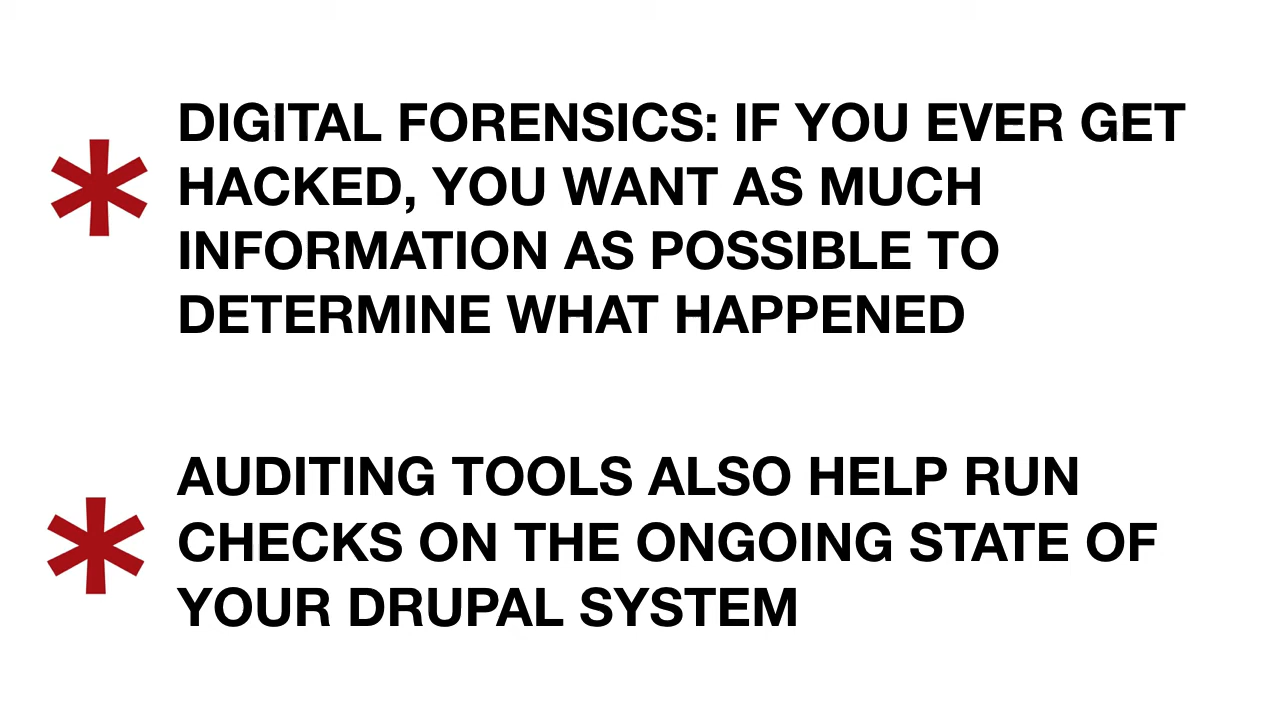 * DIGITAL FORENSICS: IF YOU EVER GET
HACKED, YOU WANT AS MUCH
INFORMATION AS POSSIBLE TO
DETERMINE WHAT HAPPENED
* AUDITING TOOLS ALSO HELP RUN
CHECKS ON THE ONGOING STATE OF
YOUR DRUPAL SYSTEM